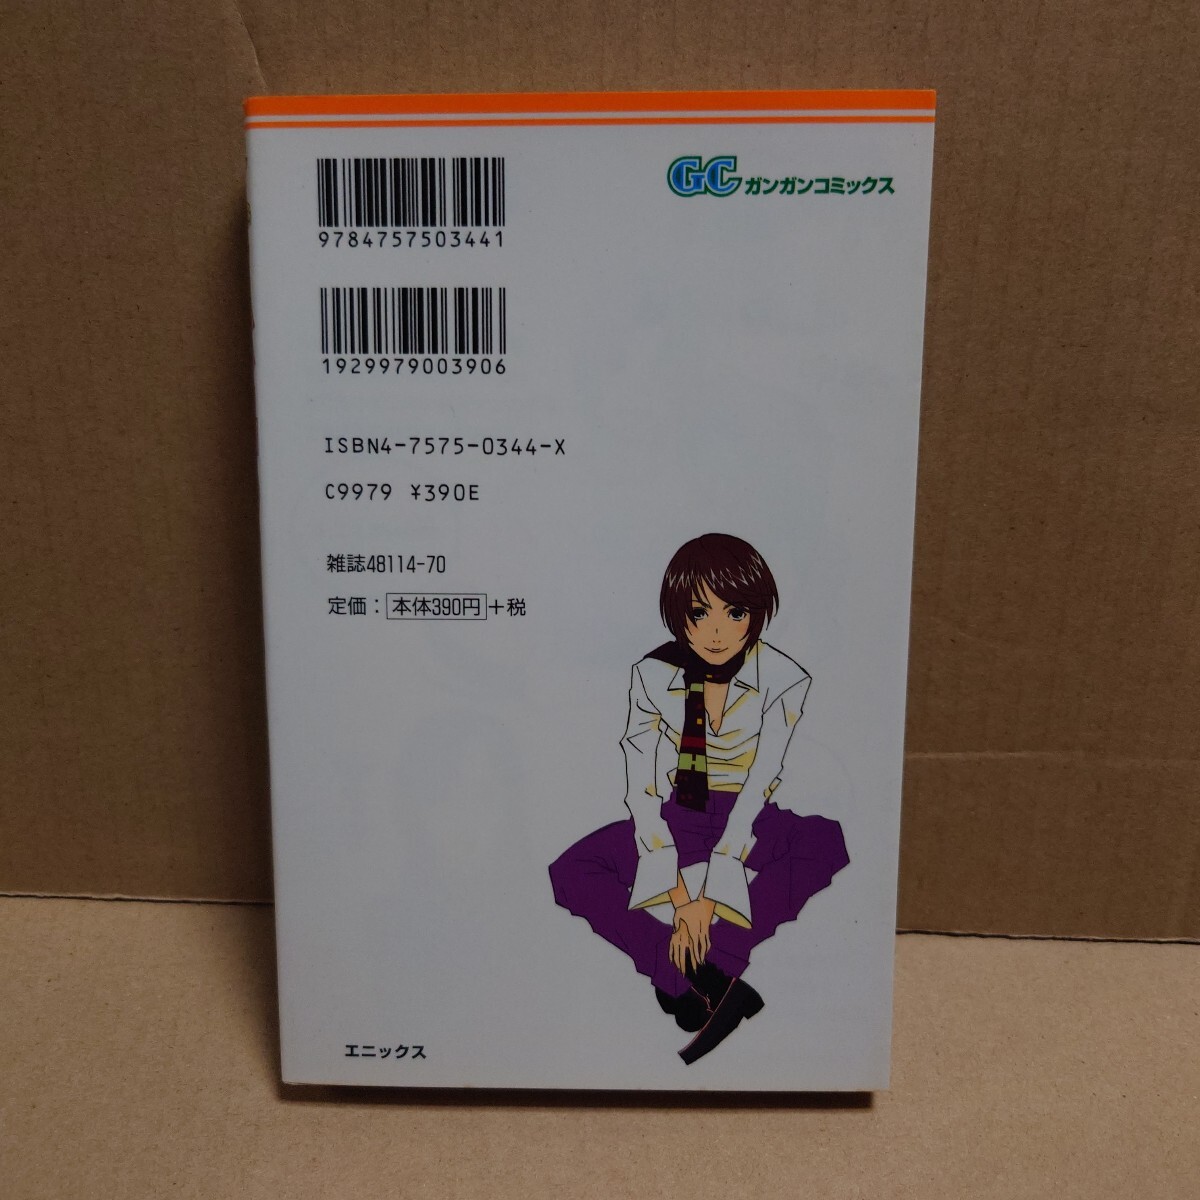 GCガンガンコミックス
9784757503441
1929979003906
ISBN4-7575-0344-X
C9979 ¥390E
雑誌48114-70
定価：本体390円＋税
エニックス